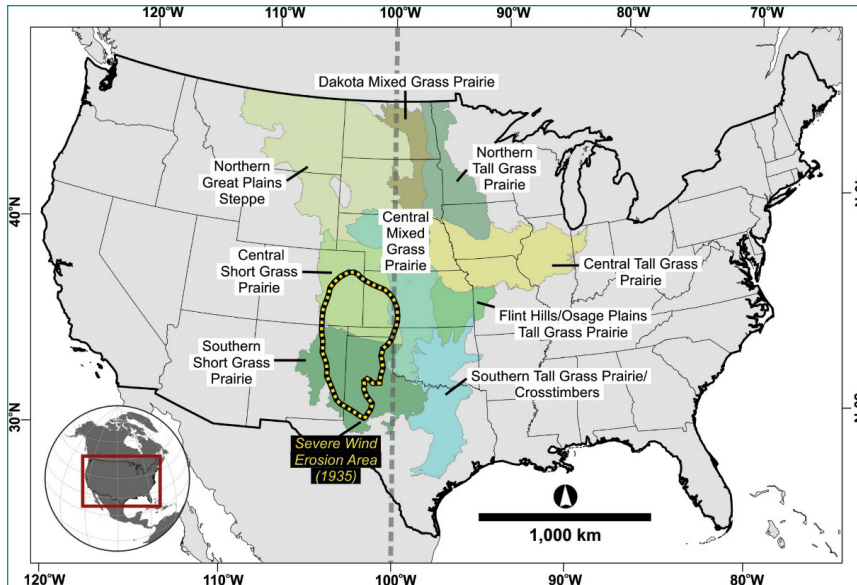 120°W
110°W
100°W
90°W
80°W
70°W
Dakota Mixed Grass Prairie
Northern
Great Plains
Steppe
Northern
Tall Grass
Prairie
40°N
Central
Mixed
Grass
Prairie
Central
Short Grass
Prairie
Central Tall Grass
Prairie
Flint Hills/Osage Plains
Tall Grass Prairie
Southern
Short Grass
Prairie
Southern Tall Grass Prairie/
Crosstimbers
30°N
Severe Wind
Erosion Area
(1935)
1,000 km
120°W
110°W
100°W
90°W
80°W